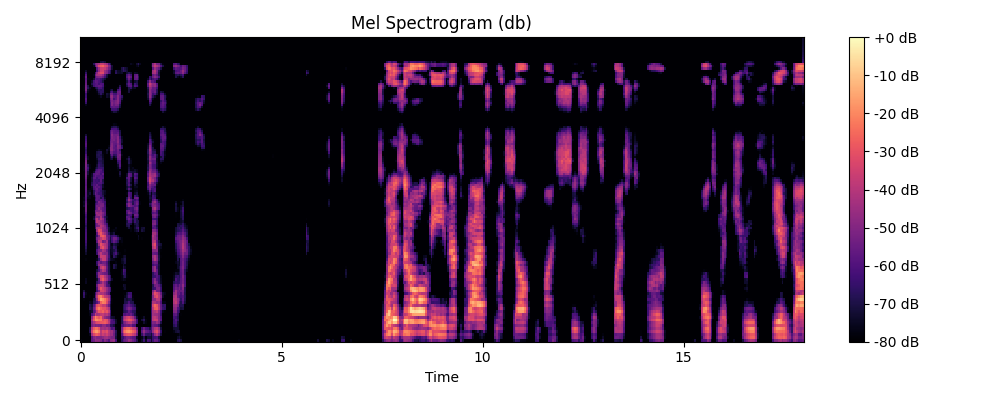 Mel Spectrogram (db)
+0 dB
8192
-10 dB
-20 dB
4096
-30 dB
Hz
2048
-40 dB
1024
-50 dB
-60 dB
512
-70 dB
0
-80 dB
0 5 10 15
Time